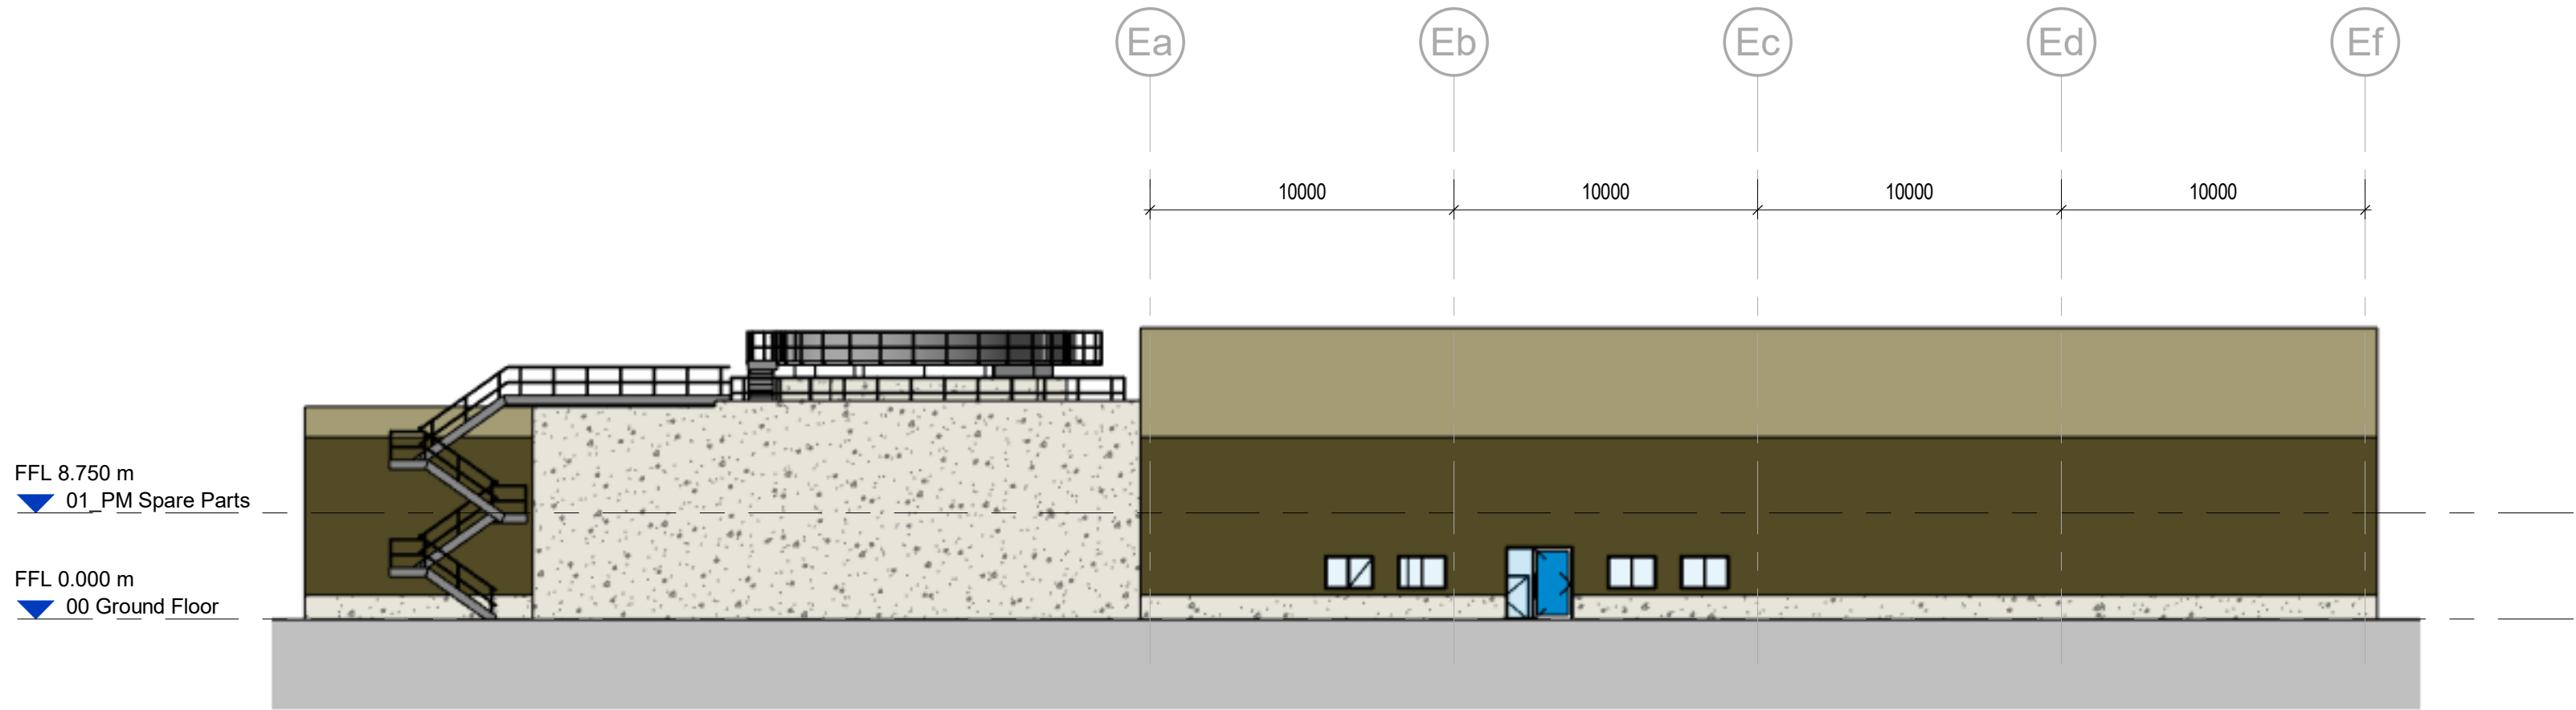 Ea Eb Ec Ed Ef
10000 10000 10000 10000
FFL 8.750 m
01_PM Spare Parts
FFL 0.000 m
00 Ground Floor